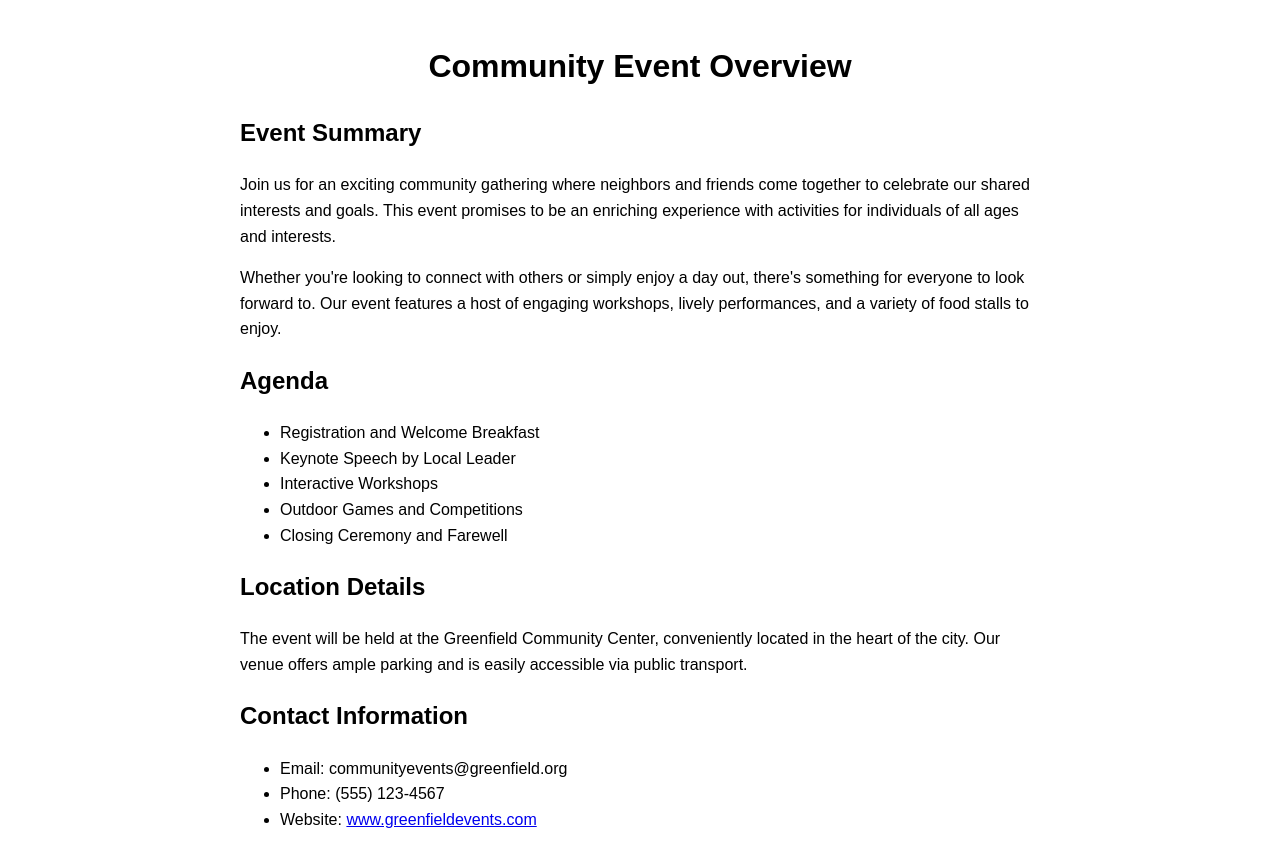 Community Event Overview
Event Summary
Join us for an exciting community gathering where neighbors and friends come together to celebrate our shared
interests and goals. This event promises to be an enriching experience with activities for individuals of all ages
and interests.
Whether you're looking to connect with others or simply enjoy a day out, there's something for everyone to look
forward to. Our event features a host of engaging workshops, lively performances, and a variety of food stalls to
enjoy.
Agenda
• Registration and Welcome Breakfast
• Keynote Speech by Local Leader
• Interactive Workshops
• Outdoor Games and Competitions
• Closing Ceremony and Farewell
Location Details
The event will be held at the Greenfield Community Center, conveniently located in the heart of the city. Our
venue offers ample parking and is easily accessible via public transport.
Contact Information
• Email: communityevents@greenfield.org
• Phone: (555) 123-4567
• Website: www.greenfieldevents.com